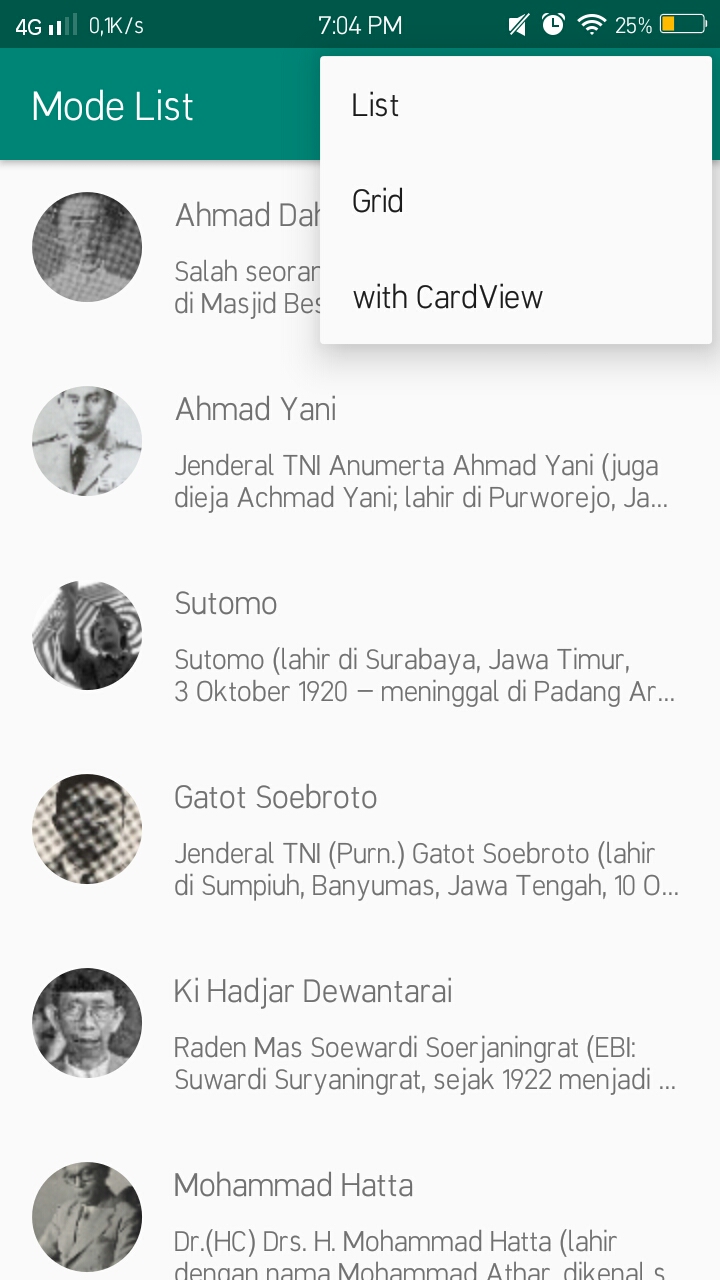 4G 0,1K/s 7:04 PM 25%
Mode List
List
Grid
with CardView
Ahmad Dah
Salah seoran
di Masjid Bes
Ahmad Yani
Jenderal TNI Anumerta Ahmad Yani (juga
dieja Achmad Yani; lahir di Purworejo, Ja...
Sutomo
Sutomo (lahir di Surabaya, Jawa Timur,
3 Oktober 1920 – meninggal di Padang Ar...
Gatot Soebroto
Jenderal TNI (Purn.) Gatot Soebroto (lahir
di Sumpiuh, Banyumas, Jawa Tengah, 10 O...
Ki Hadjar Dewantarai
Raden Mas Soewardi Soerjaningrat (EBI:
Suwardi Suryaningrat, sejak 1922 menjadi ...
Mohammad Hatta
Dr.(HC) Drs. H. Mohammad Hatta (lahir
dengan nama Mohammad Athar, dikenal s